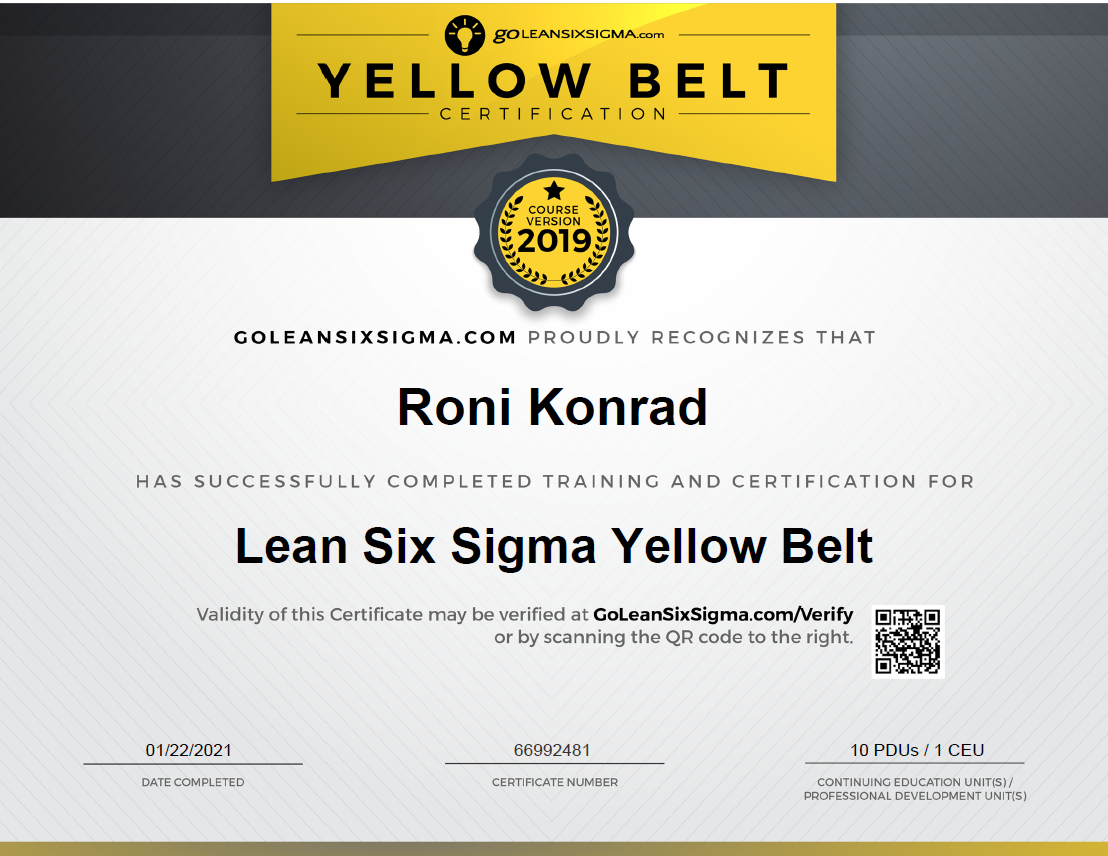 goLEANSIXSIGMA.com
YELLOW BELT
CERTIFICATION
COURSE
VERSION
2019
GOLEANSIXSIGMA.COM PROUDLY RECOGNIZES THAT
Roni Konrad
HAS SUCCESSFULLY COMPLETED TRAINING AND CERTIFICATION FOR
Lean Six Sigma Yellow Belt
Validity of this Certificate may be verified at GoLeanSixSigma.com/Verify
or by scanning the QR code to the right.
01/22/2021
DATE COMPLETED
66992481
CERTIFICATE NUMBER
10 PDUs / 1 CEU
CONTINUING EDUCATION UNIT(S) /
PROFESSIONAL DEVELOPMENT UNIT(S)